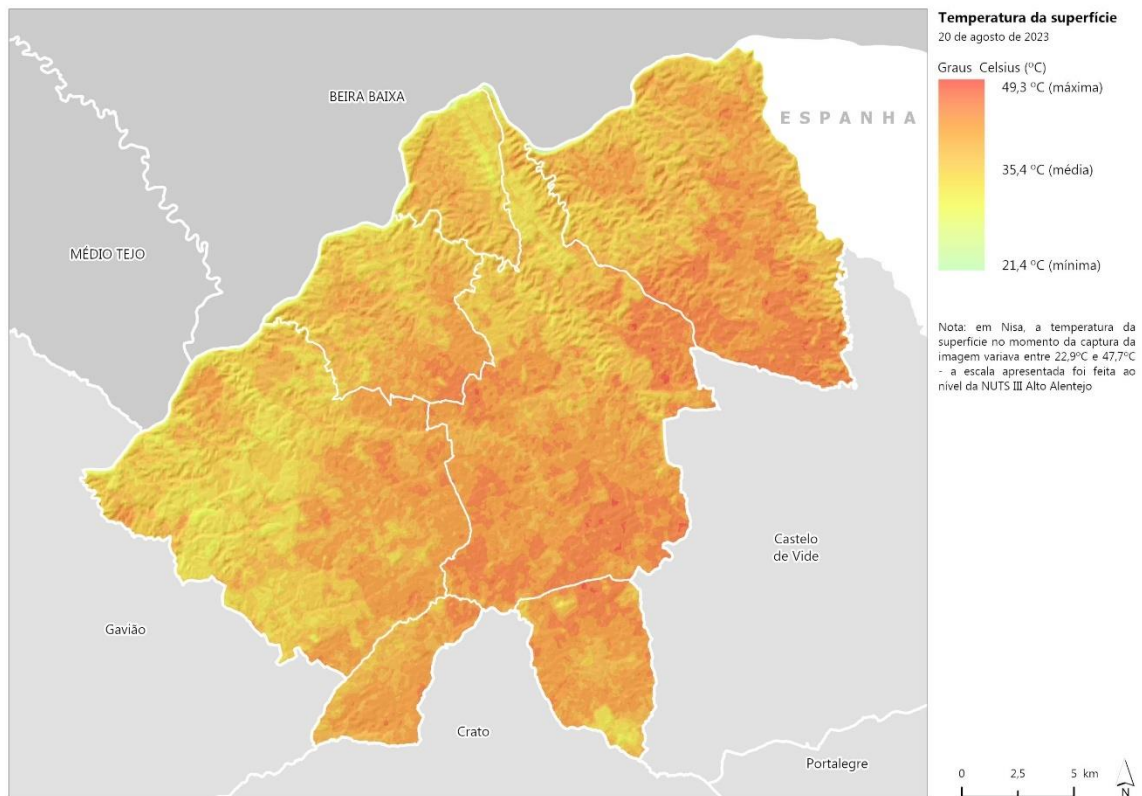 Temperatura da superfície
20 de agosto de 2023
Graus Celsius (ºC)
49,3 ºC (máxima)
35,4 ºC (média)
21,4 ºC (mínima)
Nota: em Nisa, a temperatura da
superfície no momento da captura da
imagem variava entre 22,9ºC e 47,7ºC
- a escala apresentada foi feita ao
nível da NUTS III Alto Alentejo
BEIRA BAIXA
ESPANHA
MÉDIO TEJO
Castelo
de Vide
Gavião
Crato
Portalegre
0 2,5 5 km
N